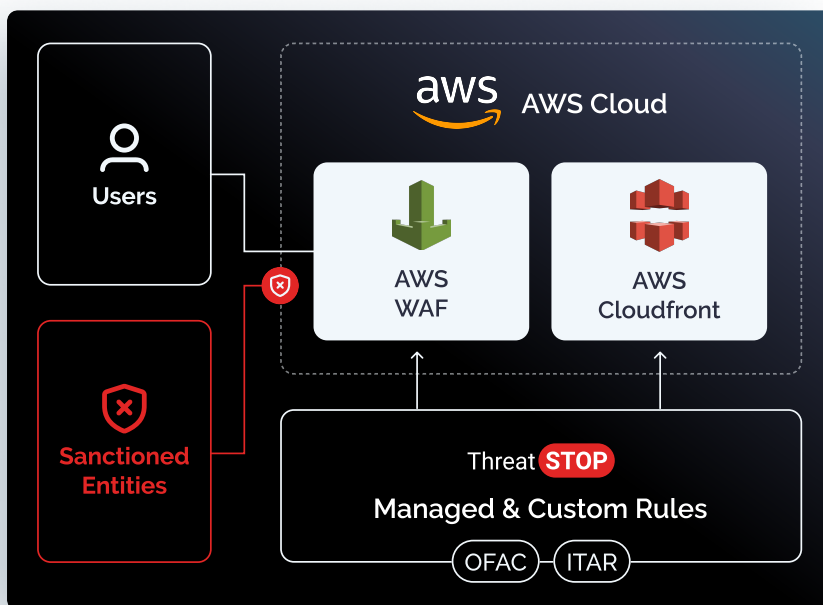 aws
AWS Cloud
Users
AWS
WAF
AWS
Cloudfront
Sanctioned
Entities
Threat STOP
Managed & Custom Rules
OFAC
ITAR